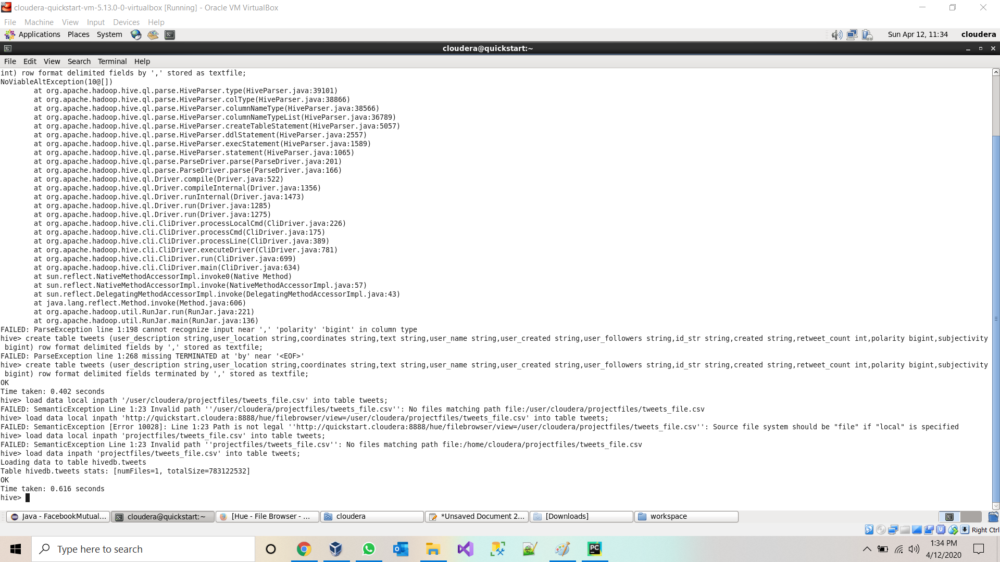 cloudera-quickstart-vm-5.13.0-0-virtualbox [Running] - Oracle VM VirtualBox
File Machine View Input Devices Help
Applications Places System Sun Apr 12, 11:34 cloudera
cloudera@quickstart:~
File Edit View Search Terminal Help
int) row format delimited fields by ',' stored as textfile;
NoViableAltException(10@[])
at org.apache.hadoop.hive.ql.parse.HiveParser.type(HiveParser.java:39101)
at org.apache.hadoop.hive.ql.parse.HiveParser.colType(HiveParser.java:38866)
at org.apache.hadoop.hive.ql.parse.HiveParser.columnNameType(HiveParser.java:38566)
at org.apache.hadoop.hive.ql.parse.HiveParser.columnNameTypeList(HiveParser.java:36789)
at org.apache.hadoop.hive.ql.parse.HiveParser.createTableStatement(HiveParser.java:5057)
at org.apache.hadoop.hive.ql.parse.HiveParser.ddlStatement(HiveParser.java:2557)
at org.apache.hadoop.hive.ql.parse.HiveParser.execStatement(HiveParser.java:1589)
at org.apache.hadoop.hive.ql.parse.HiveParser.statement(HiveParser.java:1065)
at org.apache.hadoop.hive.ql.parse.ParseDriver.parse(ParseDriver.java:201)
at org.apache.hadoop.hive.ql.parse.ParseDriver.parse(ParseDriver.java:166)
at org.apache.hadoop.hive.ql.Driver.compile(Driver.java:522)
at org.apache.hadoop.hive.ql.Driver.compileInternal(Driver.java:1356)
at org.apache.hadoop.hive.ql.Driver.runInternal(Driver.java:1473)
at org.apache.hadoop.hive.ql.Driver.run(Driver.java:1285)
at org.apache.hadoop.hive.ql.Driver.run(Driver.java:1275)
at org.apache.hadoop.hive.cli.CliDriver.processLocalCmd(CliDriver.java:226)
at org.apache.hadoop.hive.cli.CliDriver.processCmd(CliDriver.java:175)
at org.apache.hadoop.hive.cli.CliDriver.processLine(CliDriver.java:389)
at org.apache.hadoop.hive.cli.CliDriver.executeDriver(CliDriver.java:781)
at org.apache.hadoop.hive.cli.CliDriver.run(CliDriver.java:699)
at org.apache.hadoop.hive.cli.CliDriver.main(CliDriver.java:634)
at sun.reflect.NativeMethodAccessorImpl.invoke0(Native Method)
at sun.reflect.NativeMethodAccessorImpl.invoke(NativeMethodAccessorImpl.java:57)
at sun.reflect.DelegatingMethodAccessorImpl.invoke(DelegatingMethodAccessorImpl.java:43)
at java.lang.reflect.Method.invoke(Method.java:606)
at org.apache.hadoop.util.RunJar.run(RunJar.java:221)
at org.apache.hadoop.util.RunJar.main(RunJar.java:136)
FAILED: ParseException line 1:198 cannot recognize input near ',' 'polarity' 'bigint' in column type
hive> create table tweets (user_description string,user_location string,coordinates string,text string,user_name string,user_created string,user_followers string,id_str string,created string,retweet_count int,polarity bigint,subjectivity
bigint) row format delimited fields by ',' stored as textfile;
FAILED: ParseException line 1:268 missing TERMINATED at 'by' near '<EOF>'
hive> create table tweets (user_description string,user_location string,coordinates string,text string,user_name string,user_created string,user_followers string,id_str string,created string,retweet_count int,polarity bigint,subjectivity
bigint) row format delimited fields terminated by ',' stored as textfile;
OK
Time taken: 0.402 seconds
hive> load data local inpath '/user/cloudera/projectfiles/tweets_file.csv' into table tweets;
FAILED: SemanticException Line 1:23 Invalid path ''/user/cloudera/projectfiles/tweets_file.csv'': No files matching path file:/user/cloudera/projectfiles/tweets_file.csv
hive> load data local inpath 'http://quickstart.cloudera:8888/hue/filebrowser/view=/user/cloudera/projectfiles/tweets_file.csv' into table tweets;
FAILED: SemanticException [Error 10028]: Line 1:23 Path is not legal ''http://quickstart.cloudera:8888/hue/filebrowser/view=/user/cloudera/projectfiles/tweets_file.csv'': Source file system should be "file" if "local" is specified
hive> load data local inpath 'projectfiles/tweets_file.csv' into table tweets;
FAILED: SemanticException Line 1:23 Invalid path ''projectfiles/tweets_file.csv'': No files matching path file:/home/cloudera/projectfiles/tweets_file.csv
hive> load data inpath 'projectfiles/tweets_file.csv' into table tweets;
Loading data to table hivedb.tweets
Table hivedb.tweets stats: [numFiles=1, totalSize=783122532]
OK
Time taken: 0.616 seconds
hive>
Java - FacebookMutual... cloudera@quickstart:~ [Hue - File Browser - ... cloudera *Unsaved Document 2... [Downloads] workspace
Right Ctrl
Type here to search
PC
1:34 PM
4/12/2020